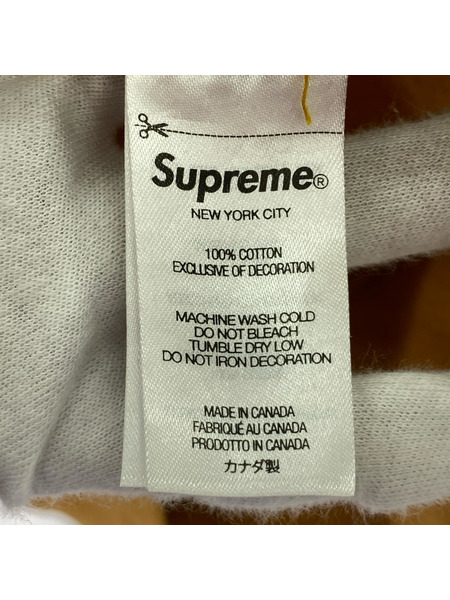 Supreme®
NEW YORK CITY
100% COTTON
EXCLUSIVE OF DECORATION
MACHINE WASH COLD
DO NOT BLEACH
TUMBLE DRY LOW
DO NOT IRON DECORATION
MADE IN CANADA
FABRIQUÉ AU CANADA
PRODOTTO IN CANADA
カナダ製